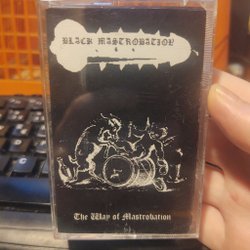 BLACK MASTROBATION
The Way of Mastrobation